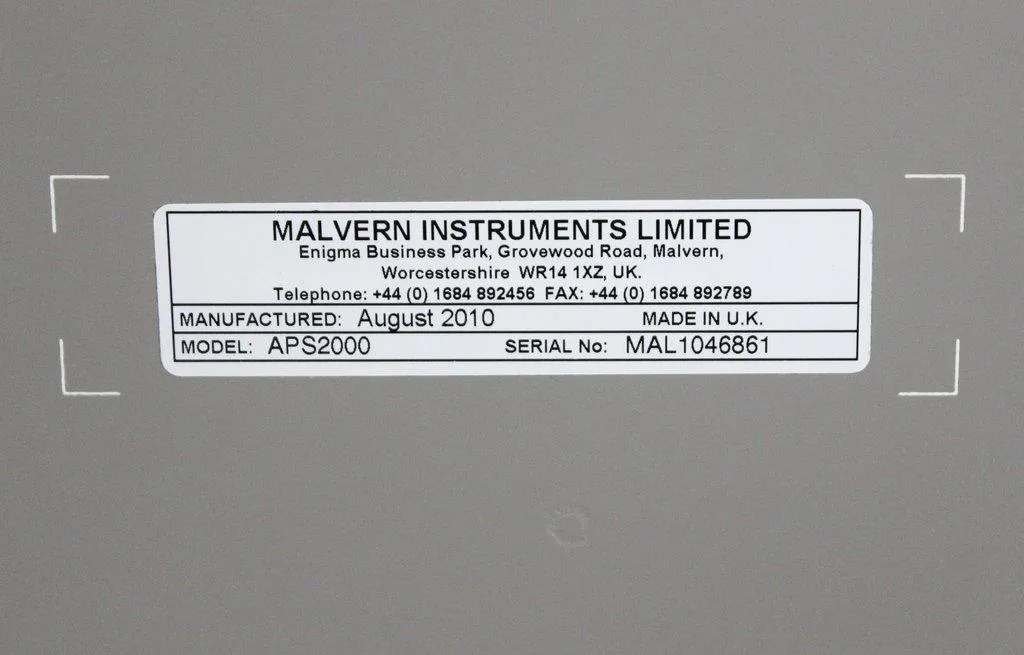 MALVERN INSTRUMENTS LIMITED
Enigma Business Park, Grovewood Road, Malvern,
Worcestershire WR14 1XZ, UK.
Telephone: +44 (0) 1684 892456 FAX: +44 (0) 1684 892789
MANUFACTURED: August 2010 MADE IN U.K.
MODEL: APS2000 SERIAL No: MAL1046861